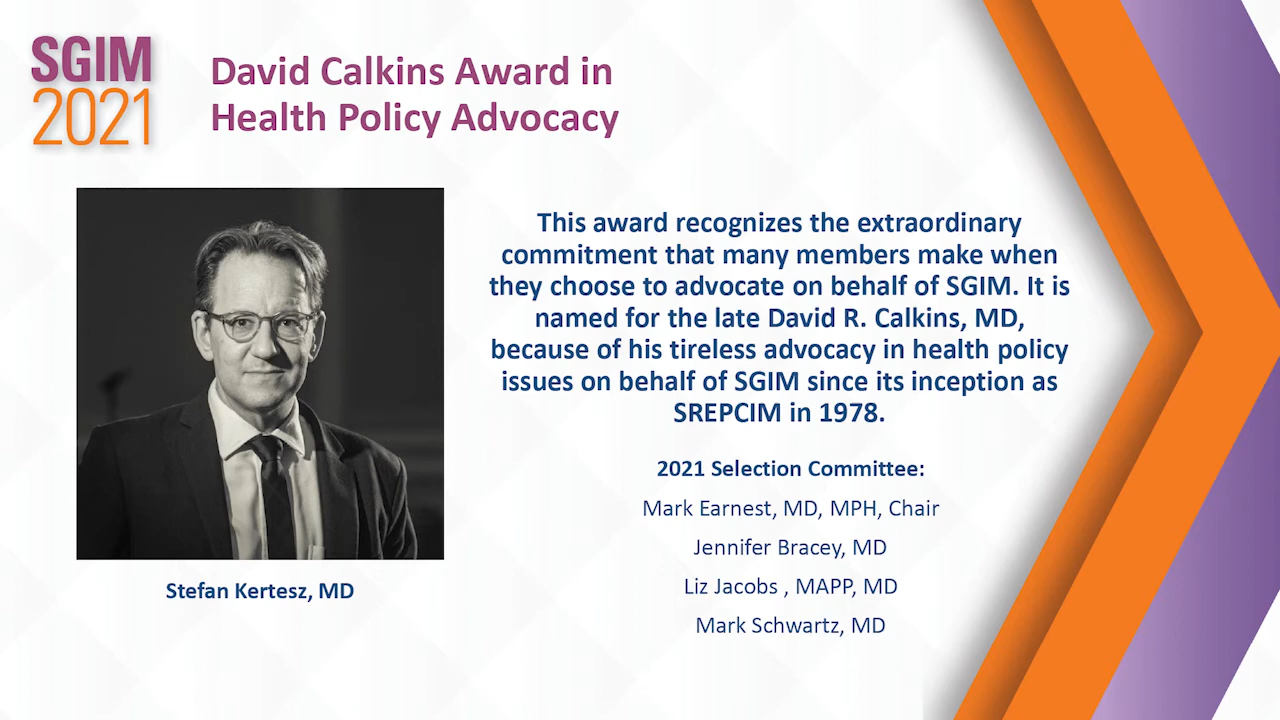 SGIM
2021
David Calkins Award in
Health Policy Advocacy
This award recognizes the extraordinary
commitment that many members make when
they choose to advocate on behalf of SGIM. It is
named for the late David R. Calkins, MD,
because of his tireless advocacy in health policy
issues on behalf of SGIM since its inception as
SREPCIM in 1978.
2021 Selection Committee:
Mark Earnest, MD, MPH, Chair
Jennifer Bracey, MD
Liz Jacobs , MAPP, MD
Mark Schwartz, MD
Stefan Kertesz, MD